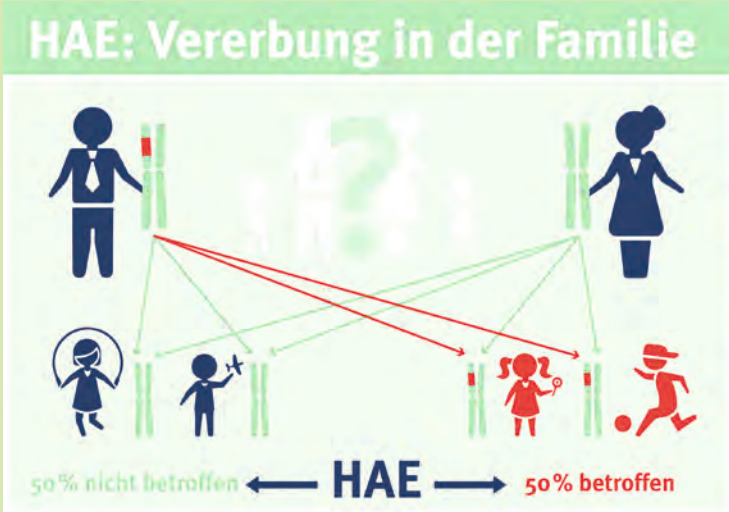 HAE: Vererbung in der Familie
?
50% nicht betroffen
HAE
50% betroffen